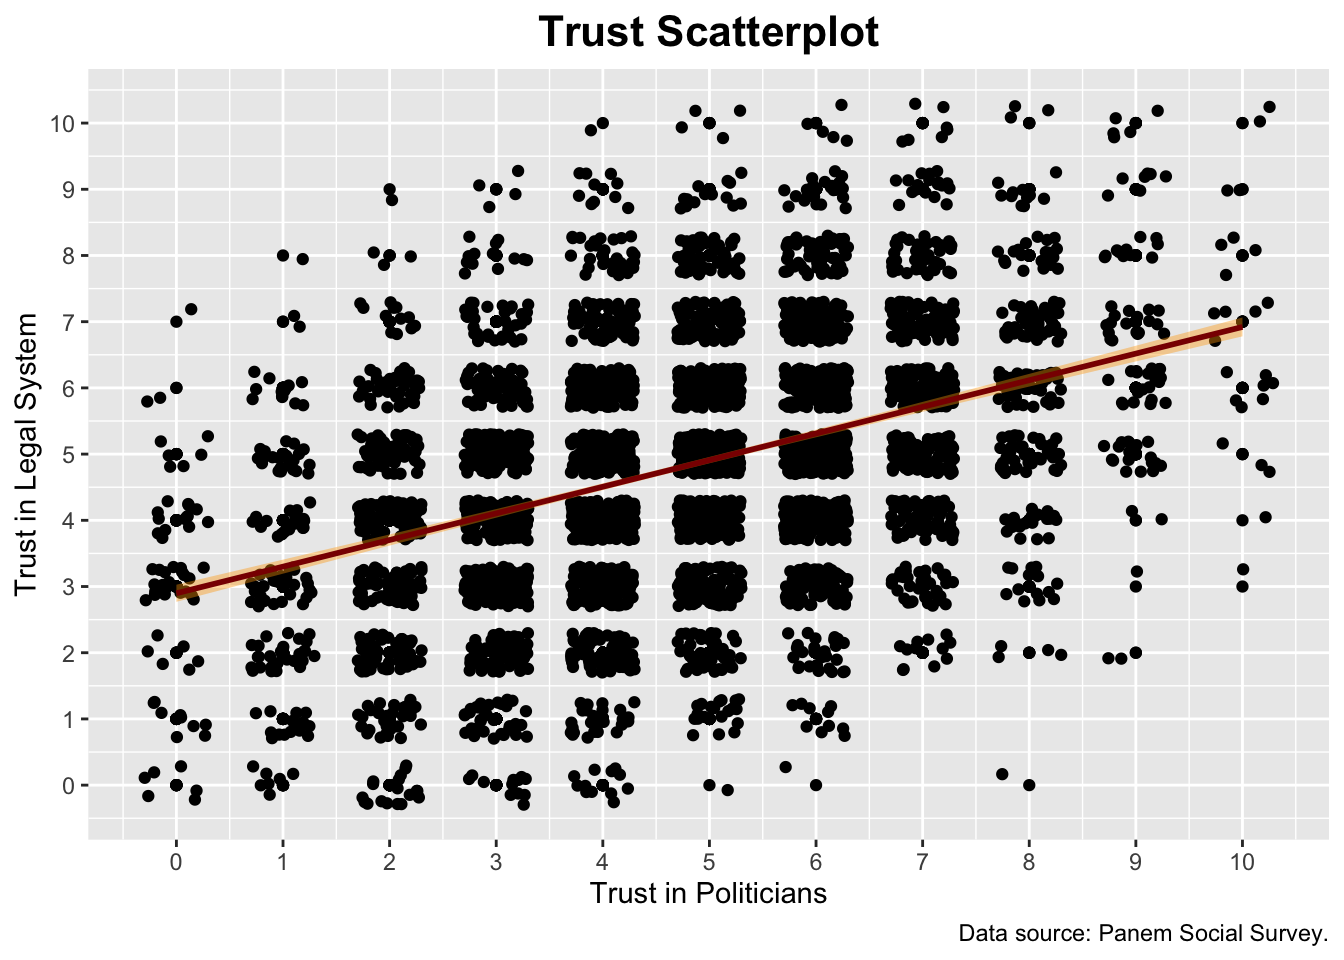 Trust Scatterplot
Trust in Legal System
10
9
8
7
6
5
4
3
2
1
0
0 1 2 3 4 5 6 7 8 9 10
Trust in Politicians
Data source: Panem Social Survey.